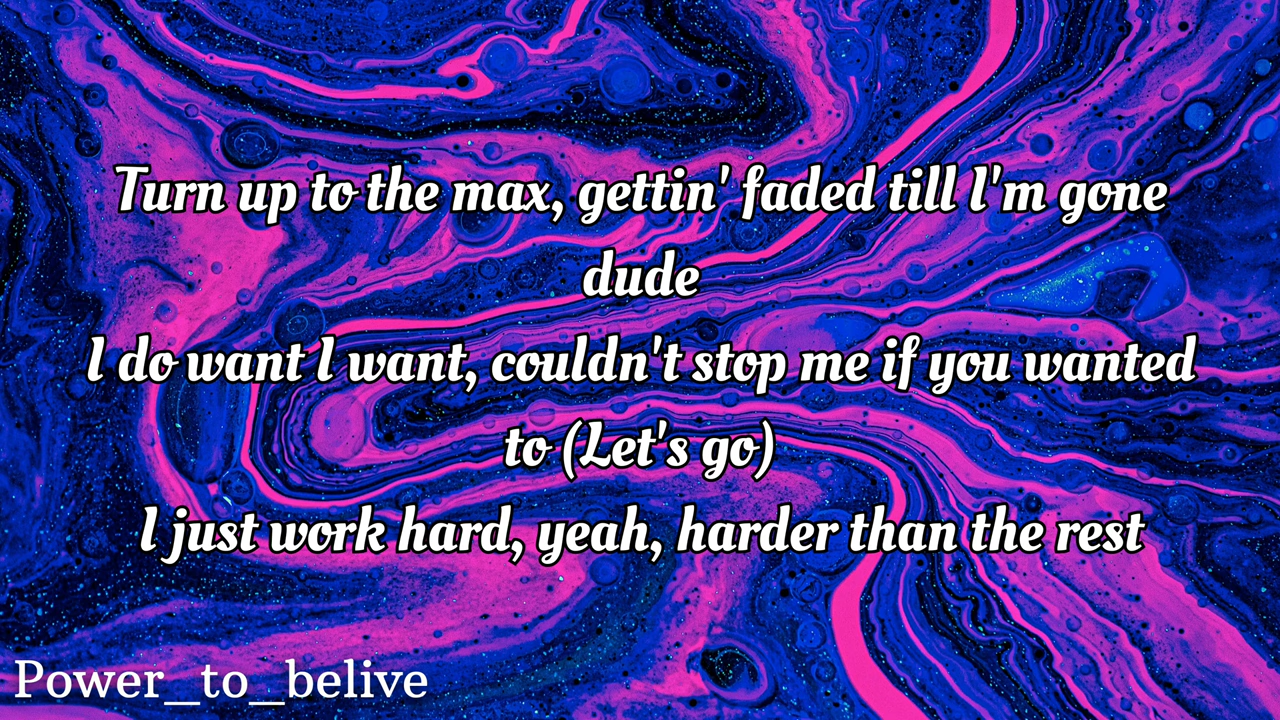 Turn up to the max, gettin' faded till I'm gone
dude
I do want I want, couldn't stop me if you wanted
to (Let's go)
I just work hard, yeah, harder than the rest
Power_to_belive